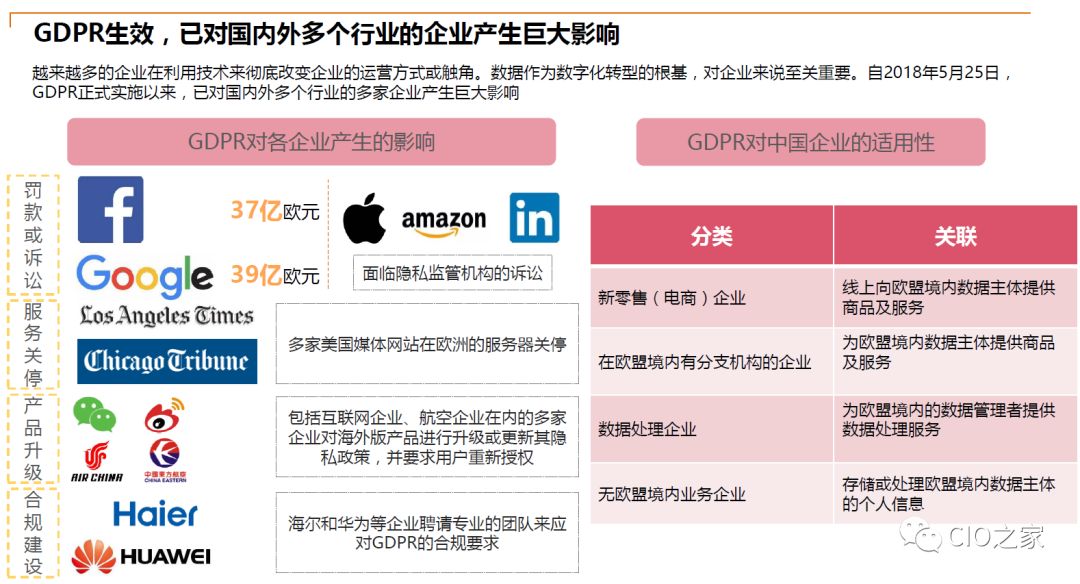 GDPR生效，已对国内外多个行业的企业产生巨大影响
越来越多的企业在利用技术来彻底改变企业的运营方式或触角。数据作为数字化转型的根基，对企业来说至关重要。自2018年5月25日，
GDPR正式实施以来，已对国内外多个行业的多家企业产生巨大影响
GDPR对各企业产生的影响
罚款或诉讼
f
37亿欧元
Google
39亿欧元
amazon
in
面临隐私监管机构的诉讼
服务关停
Los Angeles Times
Chicago Tribune
多家美国媒体网站在欧洲的服务器关停
产品升级
AIR CHINA
中国东方航空
CHINA EASTERN
包括互联网企业、航空企业在内的多家
企业对海外版产品进行升级或更新其隐
私政策，并要求用户重新授权
合规建设
Haier
HUAWEI
海尔和华为等企业聘请专业的团队来应
对GDPR的合规要求
GDPR对中国企业的适用性
分类
关联
新零售（电商）企业
线上向欧盟境内数据主体提供
商品及服务
在欧盟境内有分支机构的企业
为欧盟境内数据主体提供商品
及服务
数据处理企业
为欧盟境内的数据管理者提供
数据处理服务
无欧盟境内业务企业
存储或处理欧盟境内数据主体
的个人信息
CIO之家